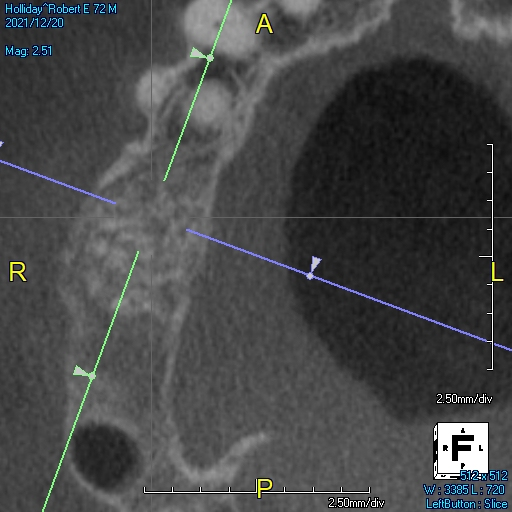 Holliday^Robert E 72 M
2021/12/20
Mag: 2.51
A
R
L
2.50mm/div
A
R F L
P
512 x 512
W : 3385 L : 720
LeftButton : Slice
P
2.50mm/div